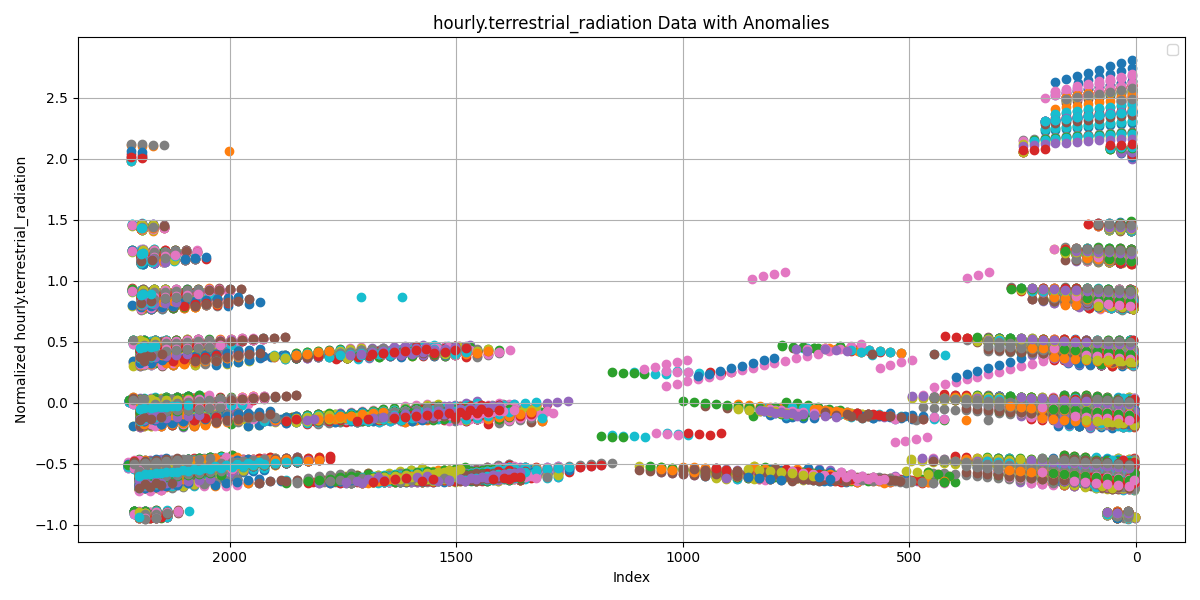 hourly.terrestrial_radiation Data with Anomalies
Normalized hourly.terrestrial_radiation
2.5
2.0
1.5
1.0
0.5
0.0
−0.5
−1.0
2000 1500 1000 500 0
Index